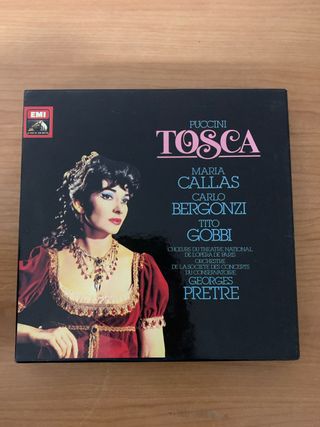 EMI
PUCCINI
TOSCA
MARIA
CALLAS
CARLO
BERGONZI
TITO
GOBBI
CHŒURS DU THEATRE NATIONAL
DE L'OPERA DE PARIS
ORCHESTRE
DE LA SOCIETE DES CONCERTS
DU CONSERVATOIRE
GEORGES
PRETRE